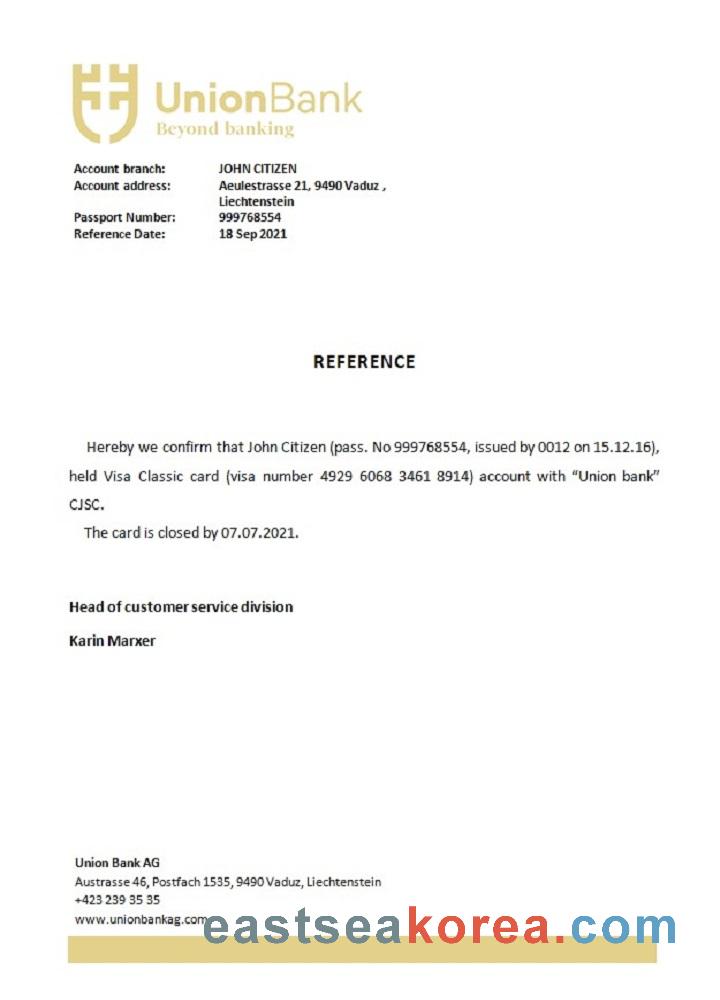 UnionBank
Beyond banking
Account branch: JOHN CITIZEN
Account address: Aeulestrasse 21, 9490 Vaduz ,
Liechtenstein
Passport Number: 999768554
Reference Date: 18 Sep 2021
REFERENCE
Hereby we confirm that John Citizen (pass. No 999768554, issued by 0012 on 15.12.16),
held Visa Classic card (visa number 4929 6068 3461 8914) account with “Union bank”
CJSC.
The card is closed by 07.07.2021.
Head of customer service division
Karin Marxer
Union Bank AG
Austrasse 46, Postfach 1535, 9490 Vaduz, Liechtenstein
+423 239 35 35
www.unionbankag.com
eastseakorea.com